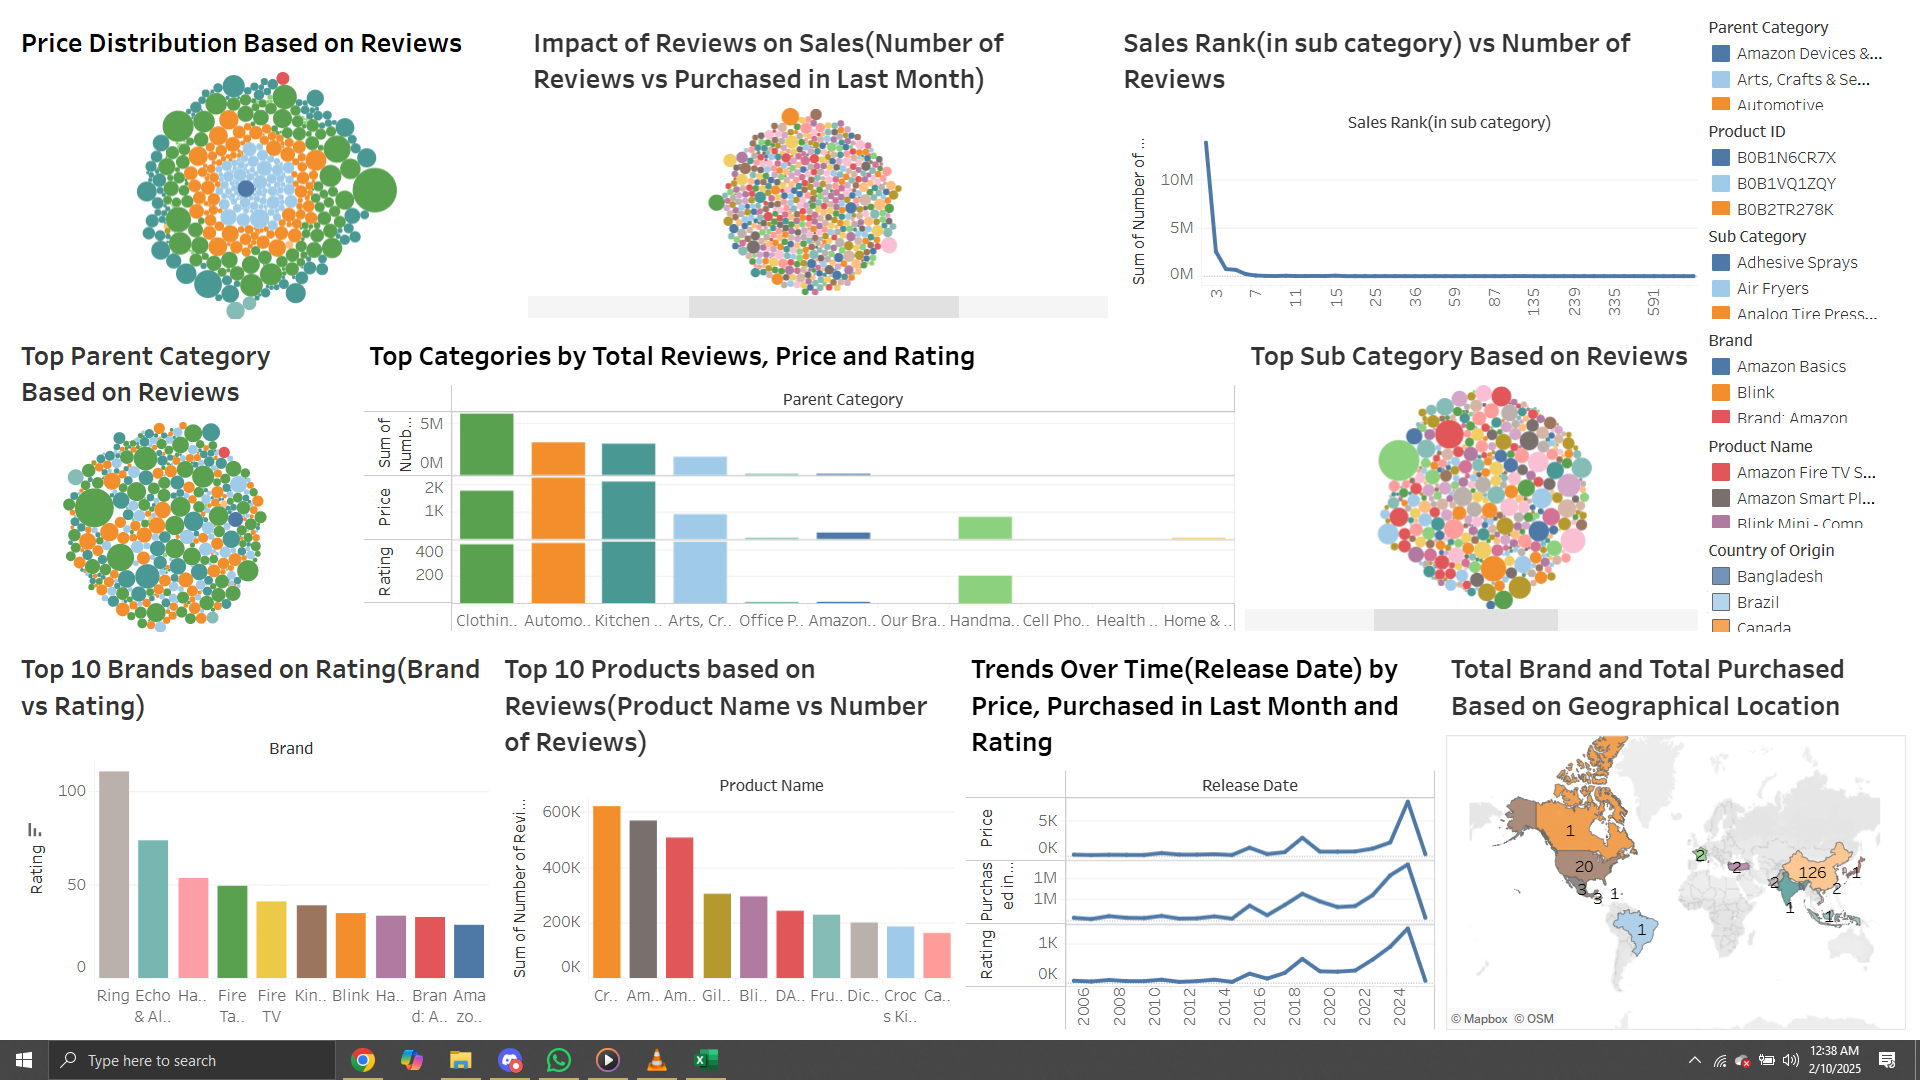 Price Distribution Based on Reviews
Impact of Reviews on Sales(Number of
Reviews vs Purchased in Last Month)
Sales Rank(in sub category) vs Number of
Reviews
Sales Rank(in sub category)
Sum of Number of ...
10M
5M
0M
3
7
11
15
25
36
59
87
135
239
335
591
Parent Category
Amazon Devices &...
Arts, Crafts & Se...
Automotive
Product ID
B0B1N6CR7X
B0B1VQ1ZQY
B0B2TR278K
Sub Category
Adhesive Sprays
Air Fryers
Analog Tire Press...
Brand
Amazon Basics
Blink
Brand: Amazon
Product Name
Amazon Fire TV S...
Amazon Smart Pl...
Blink Mini - Comp
Country of Origin
Bangladesh
Brazil
Canada
Top Parent Category
Based on Reviews
Top Categories by Total Reviews, Price and Rating
Parent Category
Sum of
Numb...
5M
0M
Price
2K
1K
Rating
400
200
Clothin..
Automo..
Kitchen ..
Arts, Cr..
Office P..
Amazon..
Our Bra..
Handma..
Cell Pho..
Health ..
Home & ..
Top Sub Category Based on Reviews
Top 10 Brands based on Rating(Brand
vs Rating)
Brand
Rating
100
50
0
Ring
Echo
& Al..
Ha..
Fire
Ta..
Fire
TV
Kin..
Blink
Ha..
Bran
d: A..
Ama
zo..
Top 10 Products based on
Reviews(Product Name vs Number
of Reviews)
Product Name
Sum of Number of Revi...
600K
400K
200K
0K
Cr..
Am..
Am..
Gil..
Bli..
DA..
Fru..
Dic..
Croc
s Ki..
Ca..
Trends Over Time(Release Date) by
Price, Purchased in Last Month and
Rating
Release Date
Price
5K
0K
Purchas
ed in...
1M
1M
Rating
1K
0K
2006
2008
2010
2012
2014
2016
2018
2020
2022
2024
Total Brand and Total Purchased
Based on Geographical Location
1
20
3
3
1
1
2
2
126
1
2
2
1
1
© Mapbox © OSM
Type here to search
12:38 AM
2/10/2025